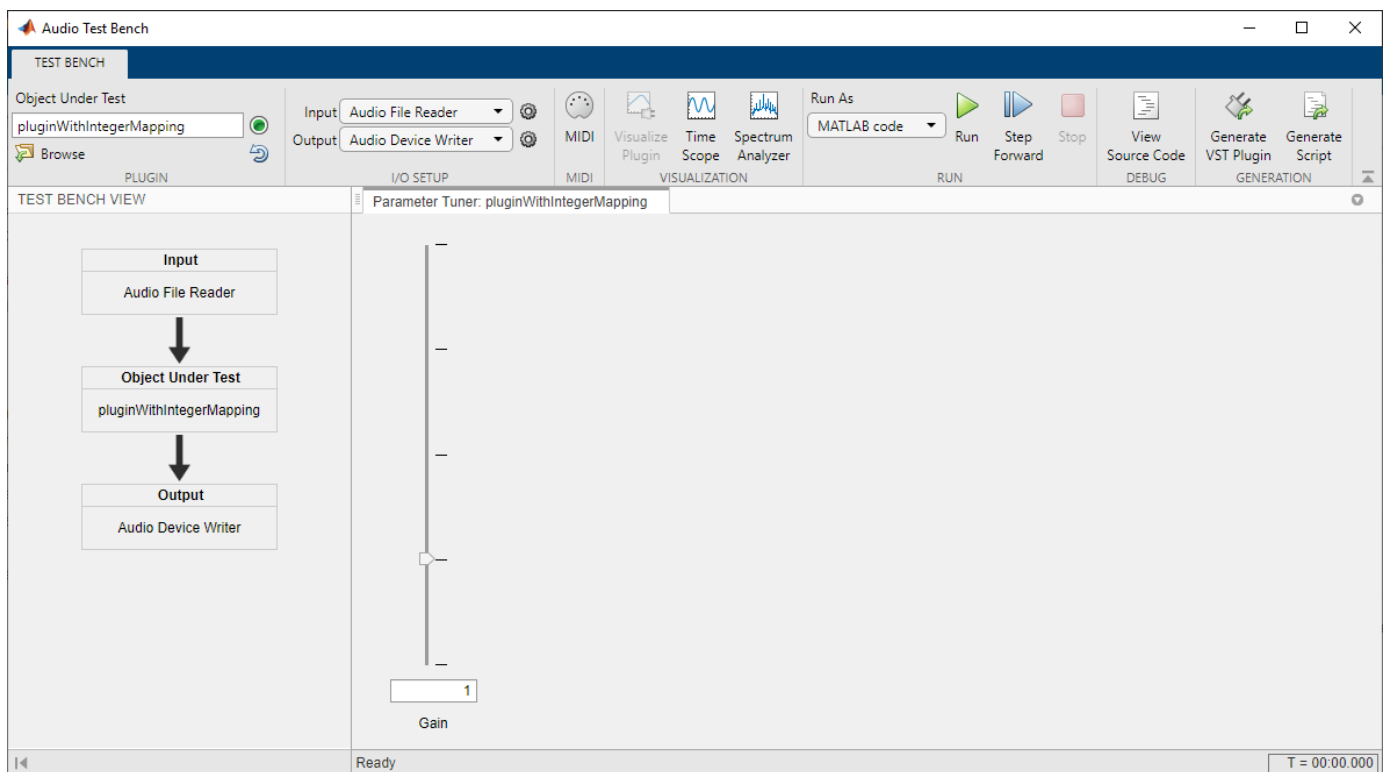 Audio Test Bench
TEST BENCH
Object Under Test
pluginWithIntegerMapping
Browse
PLUGIN
Input Audio File Reader
Output Audio Device Writer
I/O SETUP
MIDI
MIDI
Visualize Plugin
Time Scope
Spectrum Analyzer
VISUALIZATION
Run As
MATLAB code
Run
Step Forward
Stop
RUN
View Source Code
DEBUG
Generate VST Plugin
Generate Script
GENERATION
TEST BENCH VIEW
Input
Audio File Reader
Object Under Test
pluginWithIntegerMapping
Output
Audio Device Writer
Parameter Tuner: pluginWithIntegerMapping
1
Gain
Ready
T = 00:00.000